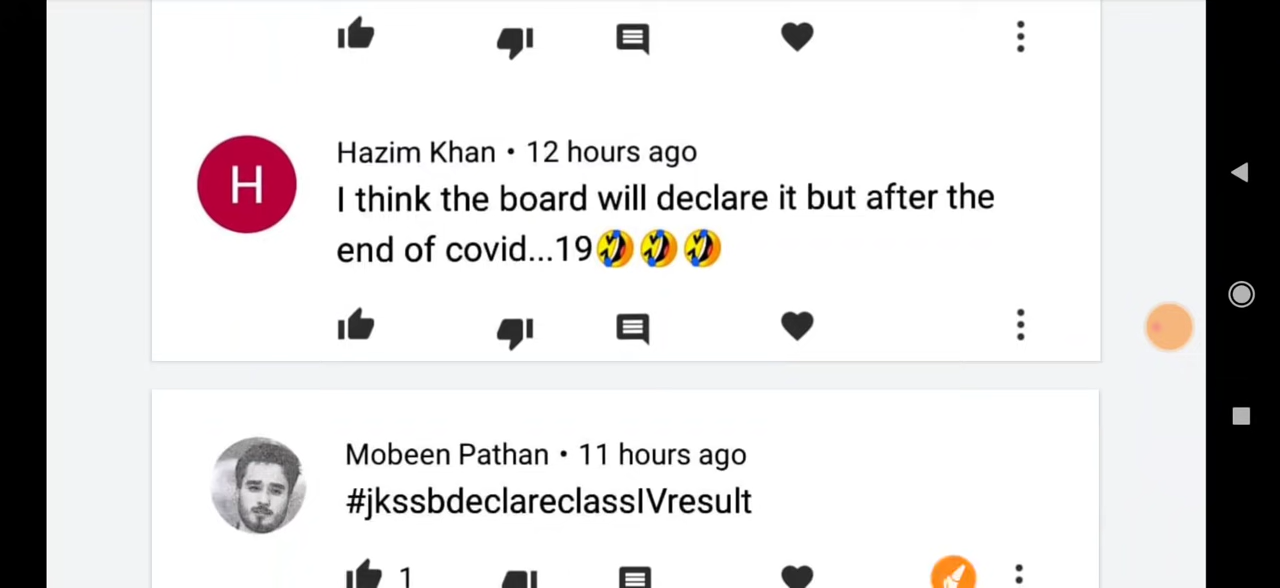 H
Hazim Khan • 12 hours ago
I think the board will declare it but after the
end of covid...19🤣🤣🤣
Mobeen Pathan • 11 hours ago
#jkssbdeclareclassIVresult
1